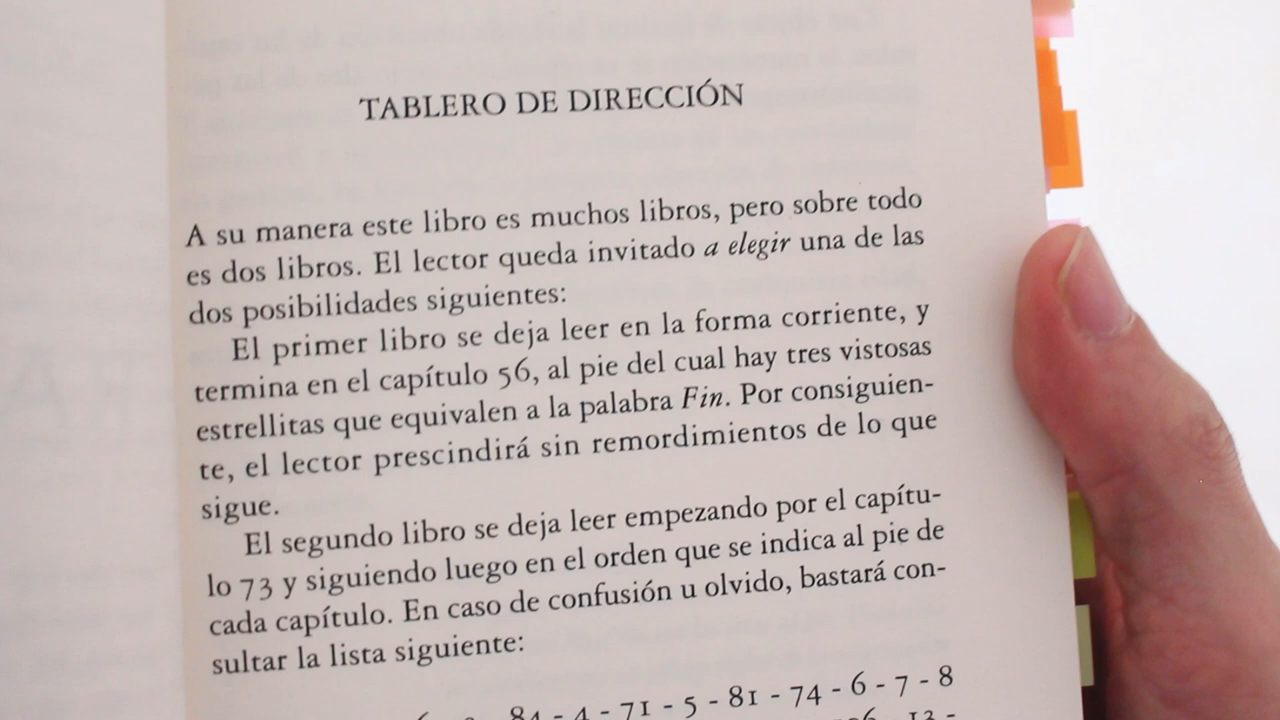 TABLERO DE DIRECCIÓN
A su manera este libro es muchos libros, pero sobre todo
es dos libros. El lector queda invitado a elegir una de las
dos posibilidades siguientes:
El primer libro se deja leer en la forma corriente, y
termina en el capítulo 56, al pie del cual hay tres vistosas
estrellitas que equivalen a la palabra Fin. Por consiguien-
te, el lector prescindirá sin remordimientos de lo que
sigue.
El segundo libro se deja leer empezando por el capítu-
lo 73 y siguiendo luego en el orden que se indica al pie de
cada capítulo. En caso de confusión u olvido, bastará con-
sultar la lista siguiente:
84 - 4 - 71 - 5 - 81 - 74 - 6 - 7 - 8